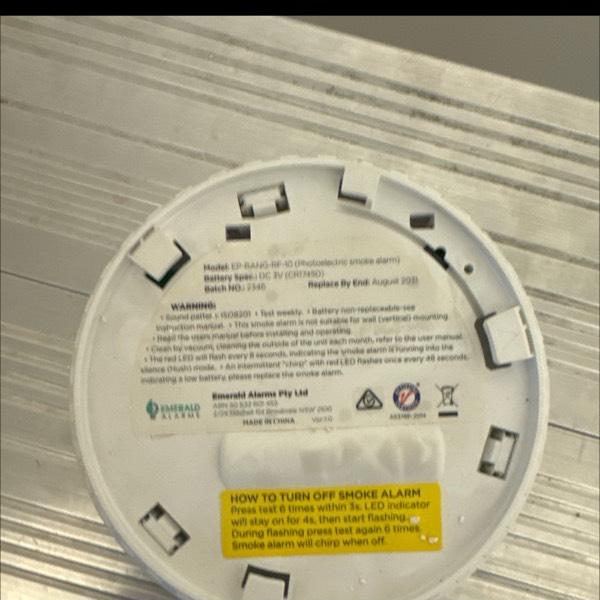 Model: EP-RANG-RF-10 (Photoelectric smoke alarm)
Battery Spec.: DC 3V (CR17450)
Batch NO.: 2346 Replace By End: August 2031
WARNING:
• Test weekly. • Battery non-replaceable-see
instruction manual. • This smoke alarm is not suitable for wall (vertical) mounting.
• Read the users manual before installing and operating.
• Clean by vacuum, cleaning the outside of the unit each month, refer to the user manual.
• The red LED will flash every 8 seconds, indicating the smoke alarm is running into the
silence (Hush) mode. • An intermittent "chirp" with red LED flashes once every 48 seconds,
indicating a low battery, please replace the smoke alarm.
EMERALD
ALARMS
Emerald Alarms Pty Ltd
MADE IN CHINA
HOW TO TURN OFF SMOKE ALARM
Press test 6 times within 3s. LED indicator
will stay on for 4s, then start flashing.
During flashing press test again 6 times.
Smoke alarm will chirp when off.